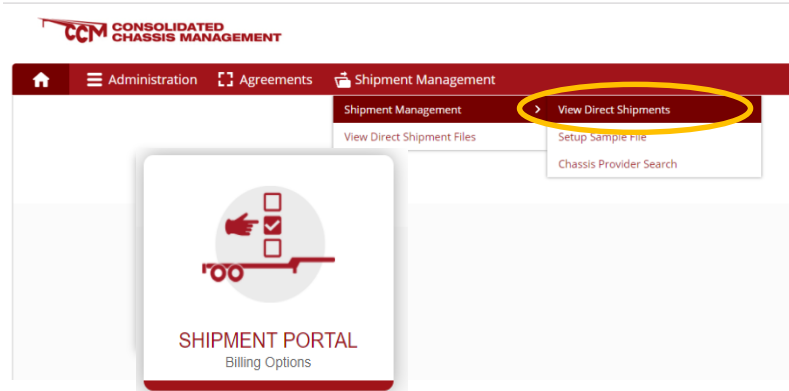 CCM CONSOLIDATED
CHASSIS MANAGEMENT
Administration Agreements Shipment Management
Shipment Management > View Direct Shipments
View Direct Shipment Files Setup Sample File
Chassis Provider Search
SHIPMENT PORTAL
Billing Options